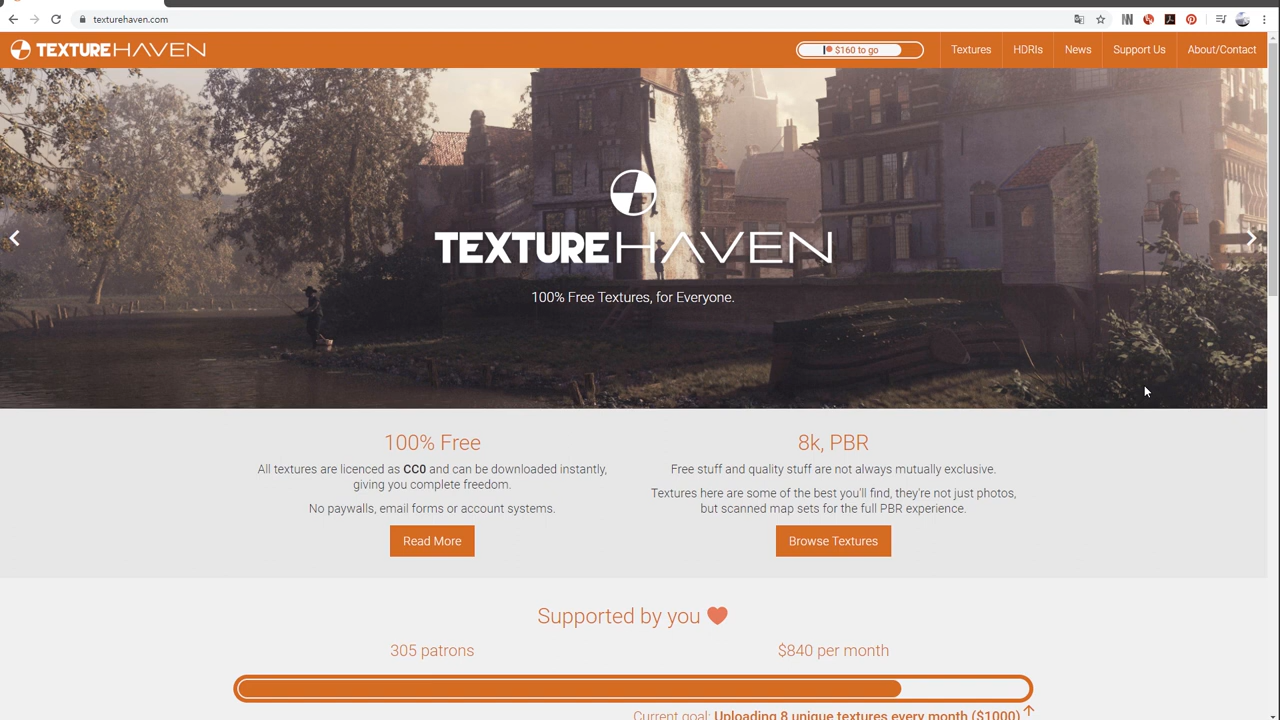 texturehaven.com
TEXTUREHAVEN
$160 to go
Textures
HDRIs
News
Support Us
About/Contact
TEXTUREHAVEN
100% Free Textures, for Everyone.
100% Free
All textures are licenced as CC0 and can be downloaded instantly,
giving you complete freedom.
No paywalls, email forms or account systems.
Read More
8k, PBR
Free stuff and quality stuff are not always mutually exclusive.
Textures here are some of the best you'll find, they're not just photos,
but scanned map sets for the full PBR experience.
Browse Textures
Supported by you
305 patrons
$840 per month
Current goal: Uploading 8 unique textures every month ($1000)